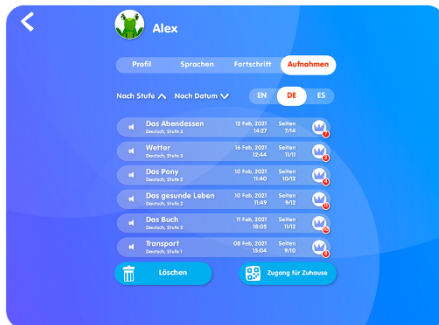 Alex
Profil Sprachen Fortschritt Aufnahmen
Nach Stufe Nach Datum EN DE ES
Das Abendessen 12 Feb, 2021 Seiten
Deutsch, Stufe 2 14:27 7/14
Wetter 16 Feb, 2021 Seiten
Deutsch, Stufe 2 12:44 11/11
Das Pony 10 Feb, 2021 Seiten
Deutsch, Stufe 2 11:40 10/12
Das gesunde Leben 10 Feb, 2021 Seiten
Deutsch, Stufe 2 11:49 9/12
Das Buch 11 Feb, 2021 Seiten
Deutsch, Stufe 2 18:05 11/12
Transport 08 Feb, 2021 Seiten
Deutsch, Stufe 1 15:04 9/10
Löschen Zugang für Zuhause